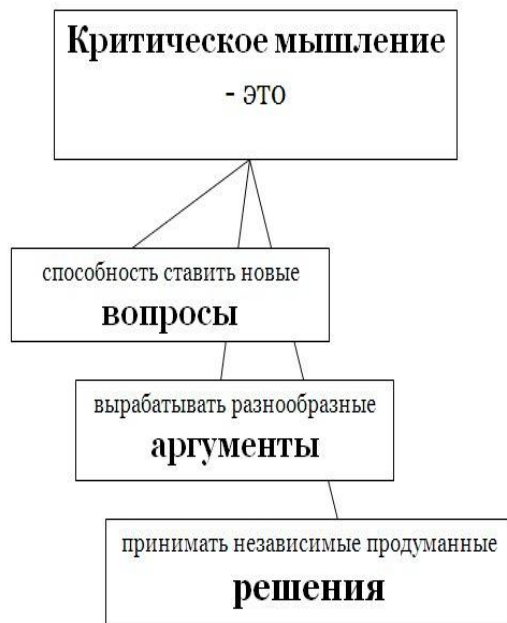 Критическое мышление
- это
способность ставить новые
вопросы
вырабатывать разнообразные
аргументы
принимать независимые продуманные
решения